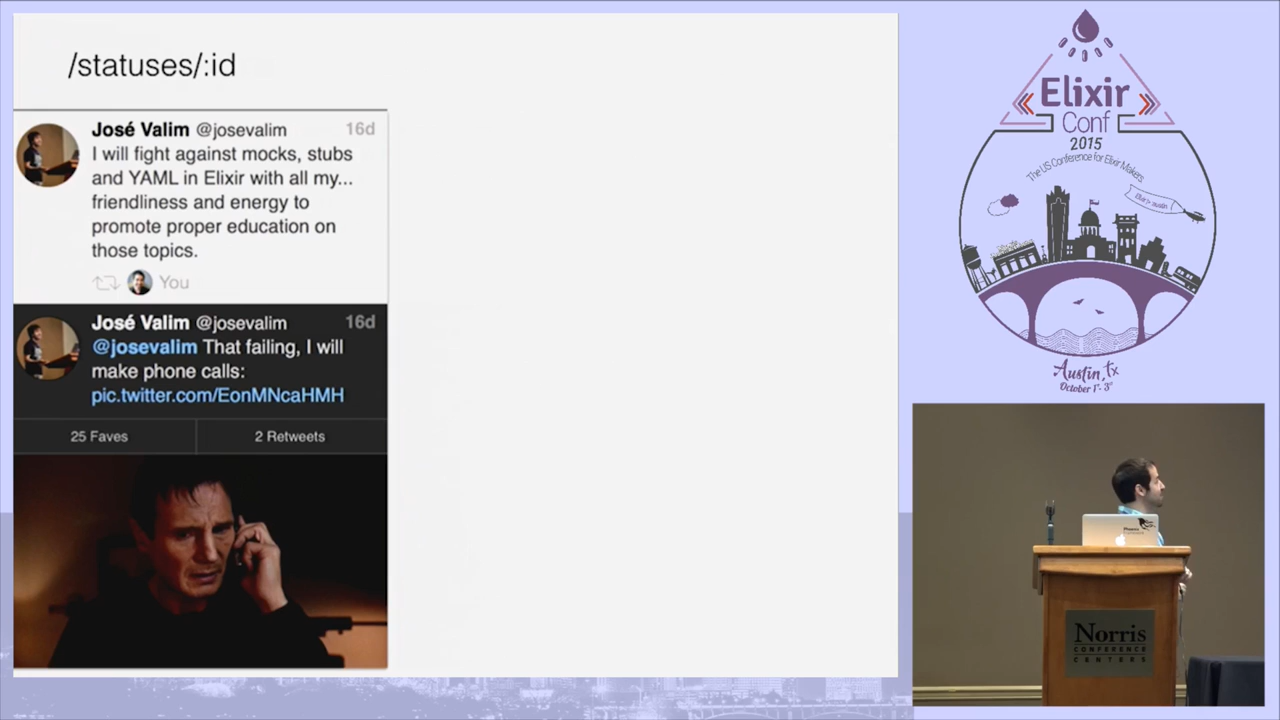 /statuses/:id
José Valim @josevalim 16d
I will fight against mocks, stubs
and YAML in Elixir with all my...
friendliness and energy to
promote proper education on
those topics.
You
José Valim @josevalim 16d
@josevalim That failing, I will
make phone calls:
pic.twitter.com/EonMNcaHMH
25 Faves 2 Retweets
Elixir
Conf
2015
The US Conference for Elixir Makers
Austin, TX
October 1st - 3rd
Phoenix
Norris
CONFERENCE
CENTERS